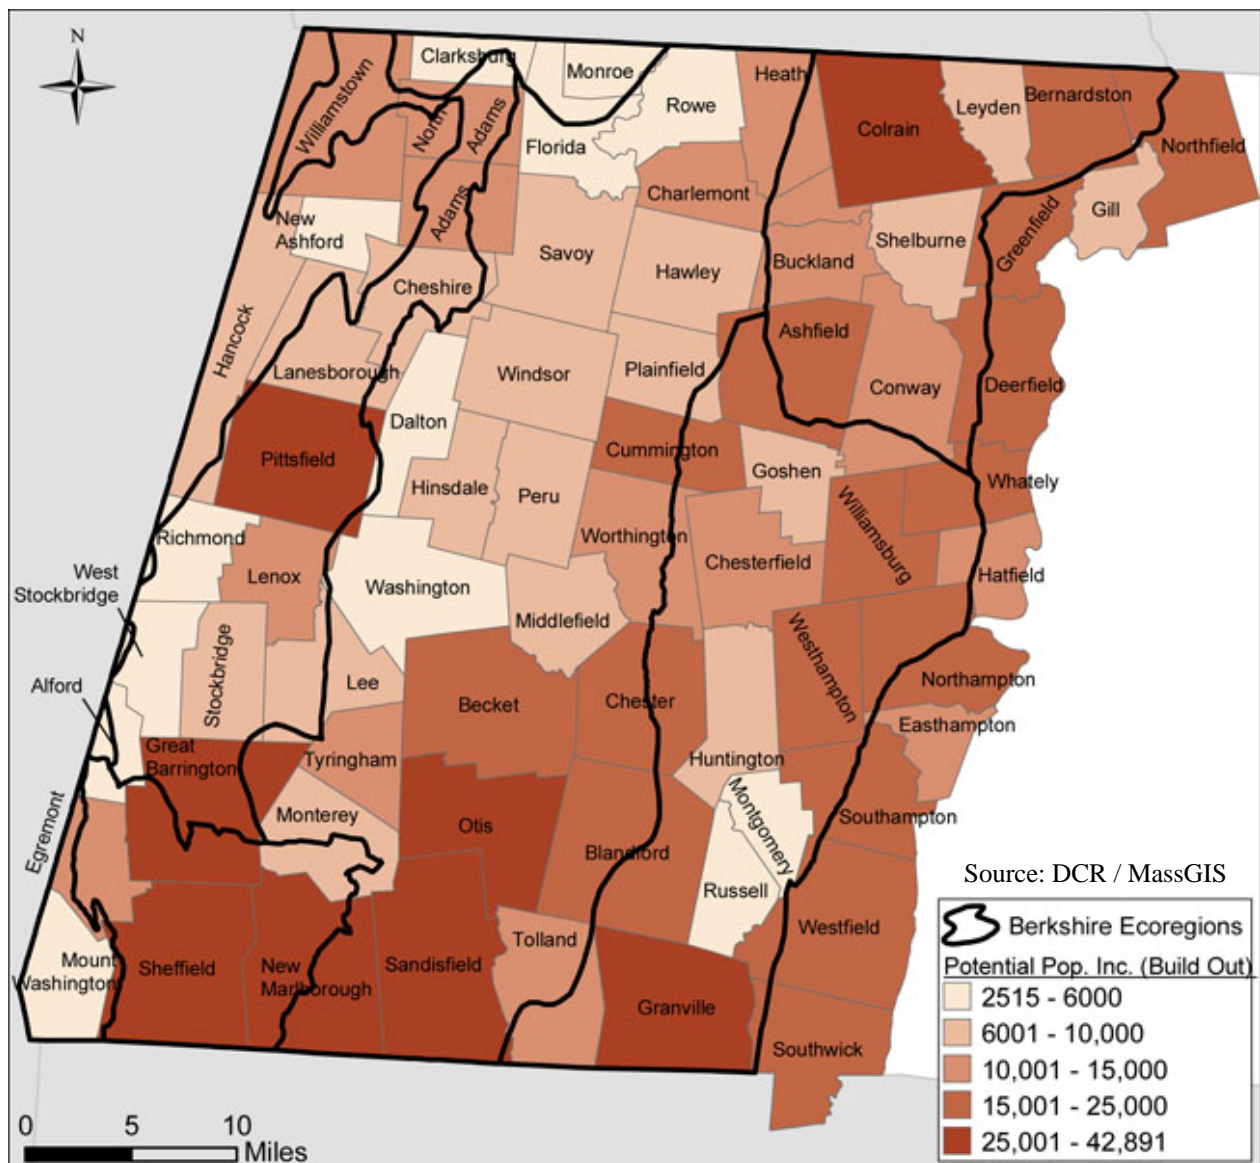 N
Clarksburg
Monroe
Heath
Rowe
Colrain
Leyden
Bernardston
Williamstown
North
Adams
Florida
Northfield
Charlemont
Adams
Gill
Greenfield
New
Ashford
Savoy
Hawley
Buckland
Shelburne
Cheshire
Hancock
Lanesborough
Windsor
Plainfield
Ashfield
Conway
Deerfield
Dalton
Pittsfield
Cummington
Goshen
Hinsdale
Peru
Whately
Williamsburg
Richmond
Worthington
Chesterfield
Lenox
Washington
Hatfield
West
Stockbridge
Middlefield
Stockbridge
Westhampton
Alford
Lee
Northampton
Becket
Chester
Easthampton
Great
Barrington
Tyringham
Huntington
Montgomery
Egremont
Monterey
Otis
Southampton
Blandford
Russell
Westfield
Mount
Washington
Sheffield
New
Marlborough
Sandisfield
Tolland
Granville
Southwick
Source: DCR / MassGIS
Berkshire Ecoregions
Potential Pop. Inc. (Build Out)
2515 - 6000
6001 - 10,000
10,001 - 15,000
15,001 - 25,000
25,001 - 42,891
0 5 10
Miles